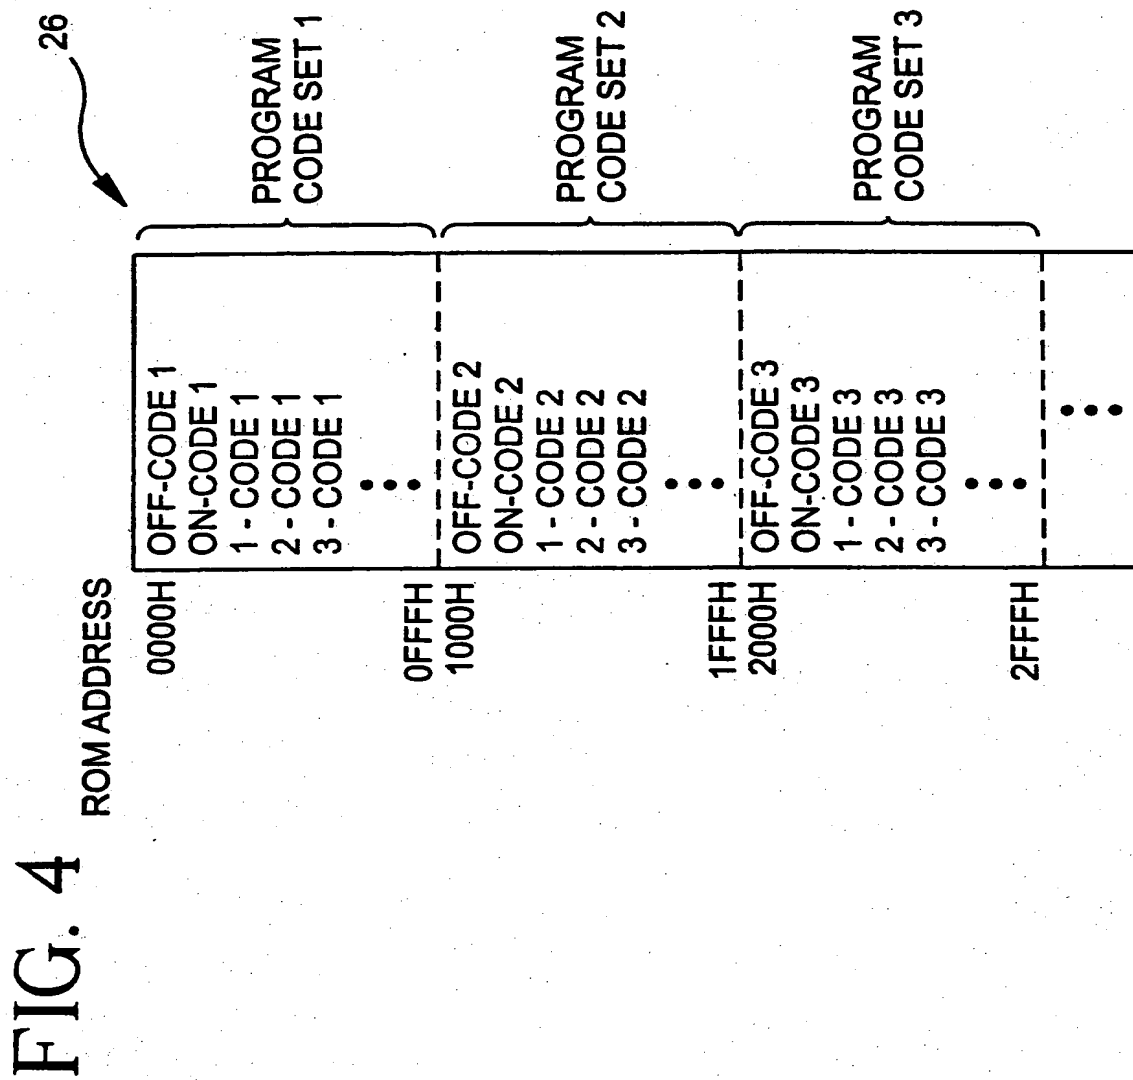 FIG. 4
26
ROM ADDRESS
0000H
OFF-CODE 1
ON-CODE 1
1 - CODE 1
2 - CODE 1
3 - CODE 1
PROGRAM
CODE SET 1
0FFFH
1000H
OFF-CODE 2
ON-CODE 2
1 - CODE 2
2 - CODE 2
3 - CODE 2
PROGRAM
CODE SET 2
1FFFH
2000H
OFF-CODE 3
ON-CODE 3
1 - CODE 3
2 - CODE 3
3 - CODE 3
PROGRAM
CODE SET 3
2FFFH